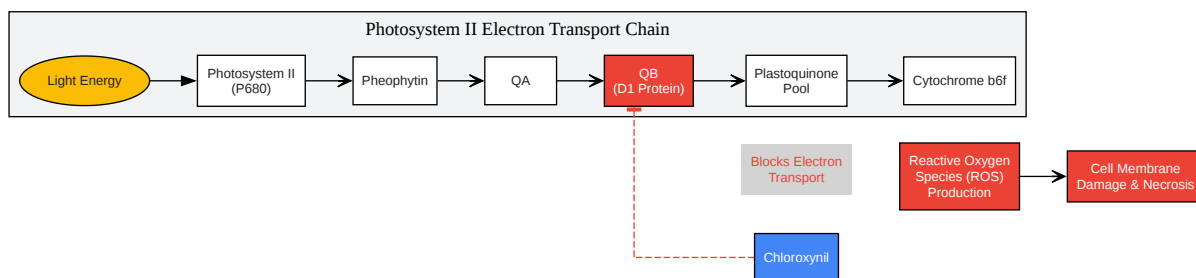 Photosystem II Electron Transport Chain
Light Energy
Photosystem II
(P680)
Pheophytin
QA
QB
(D1 Protein)
Plastoquinone
Pool
Cytochrome b6f
Blocks Electron
Transport
Reactive Oxygen
Species (ROS)
Production
Cell Membrane
Damage & Necrosis
Chloroxynil